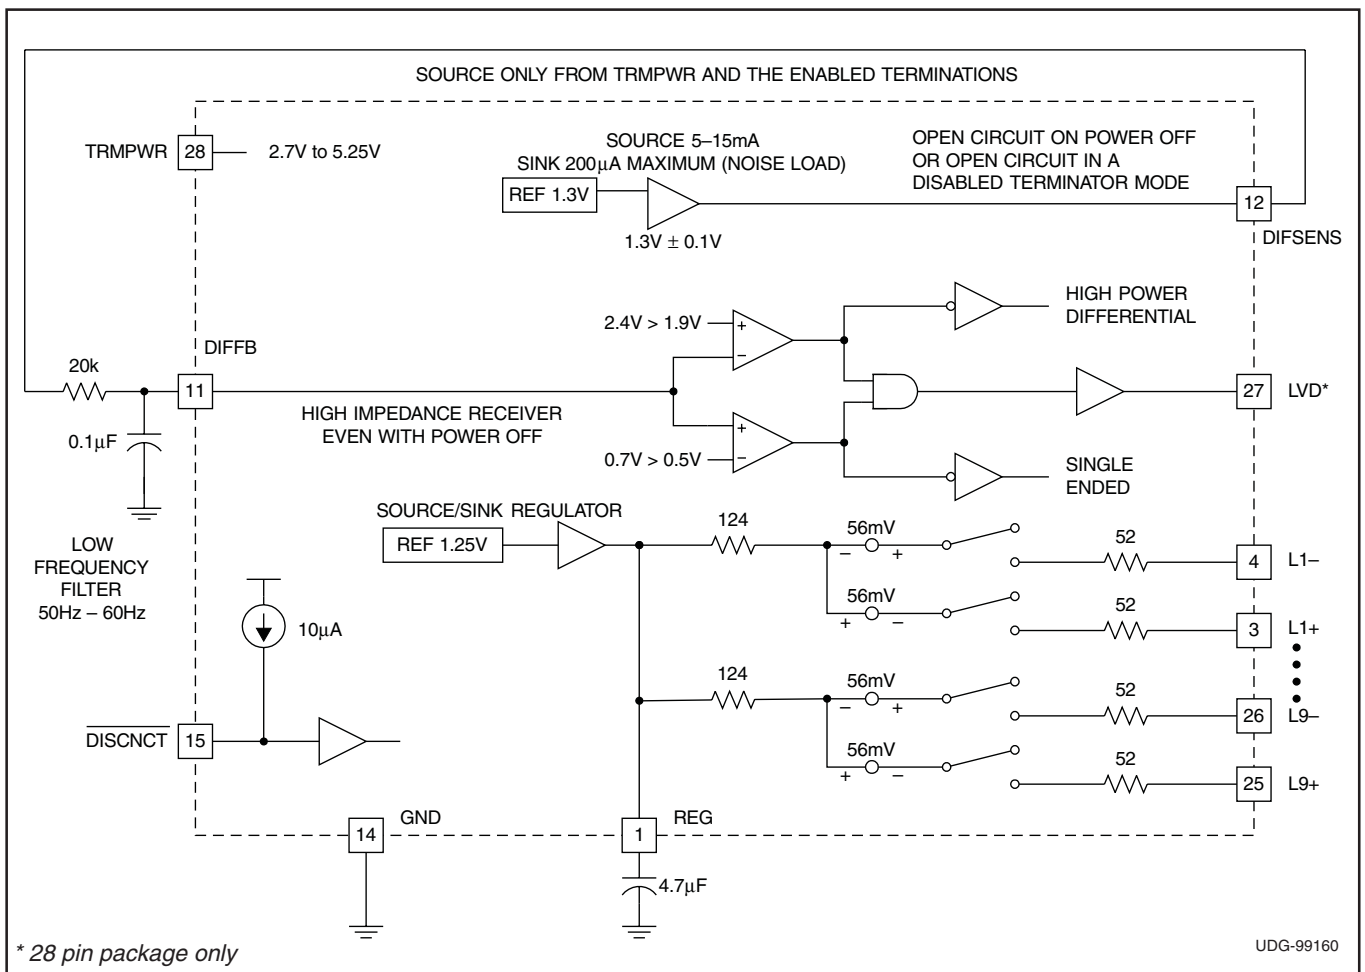 SOURCE ONLY FROM TRMPWR AND THE ENABLED TERMINATIONS
TRMPWR
28
2.7V to 5.25V
SOURCE 5–15mA
SINK 200µA MAXIMUM (NOISE LOAD)
REF 1.3V
1.3V ± 0.1V
OPEN CIRCUIT ON POWER OFF
OR OPEN CIRCUIT IN A
DISABLED TERMINATOR MODE
12
DIFSENS
HIGH POWER
DIFFERENTIAL
2.4V > 1.9V
+
–
DIFFB
20k
11
HIGH IMPEDANCE RECEIVER
EVEN WITH POWER OFF
27
LVD*
0.1µF
+
–
0.7V > 0.5V
SINGLE
ENDED
LOW
FREQUENCY
FILTER
50Hz – 60Hz
SOURCE/SINK REGULATOR
REF 1.25V
124
56mV
– +
52
4
L1–
56mV
+ –
52
3
L1+
10µA
124
56mV
– +
52
26
L9–
56mV
+ –
52
25
L9+
DISCNCT
15
14
GND
1
REG
4.7µF
* 28 pin package only
UDG-99160